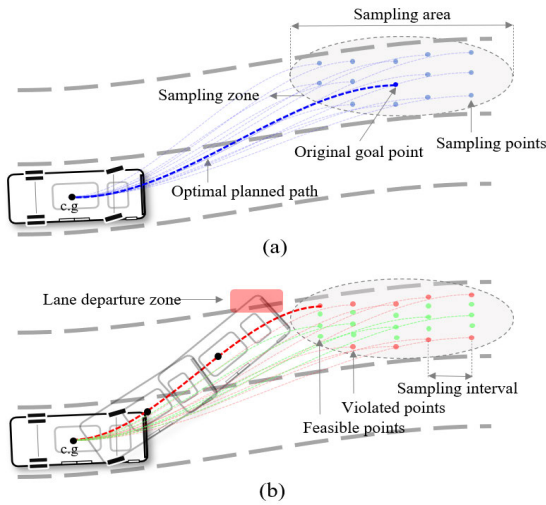 Sampling area
Sampling zone
Sampling points
Original goal point
Optimal planned path
c.g
(a)
Lane departure zone
Sampling interval
Violated points
Feasible points
c.g
(b)